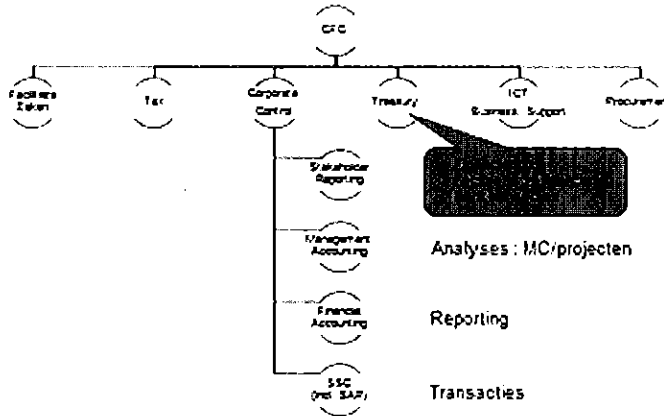 CFO
Facilitaire
Zaken
Tax
Corporate
Control
Treasury
ICT
Business Support
Procurement
Stakeholder
Reporting
Management
Accounting
Analyses : MC/projecten
Financial
Accounting
Reporting
SSC
(incl. SAP)
Transacties